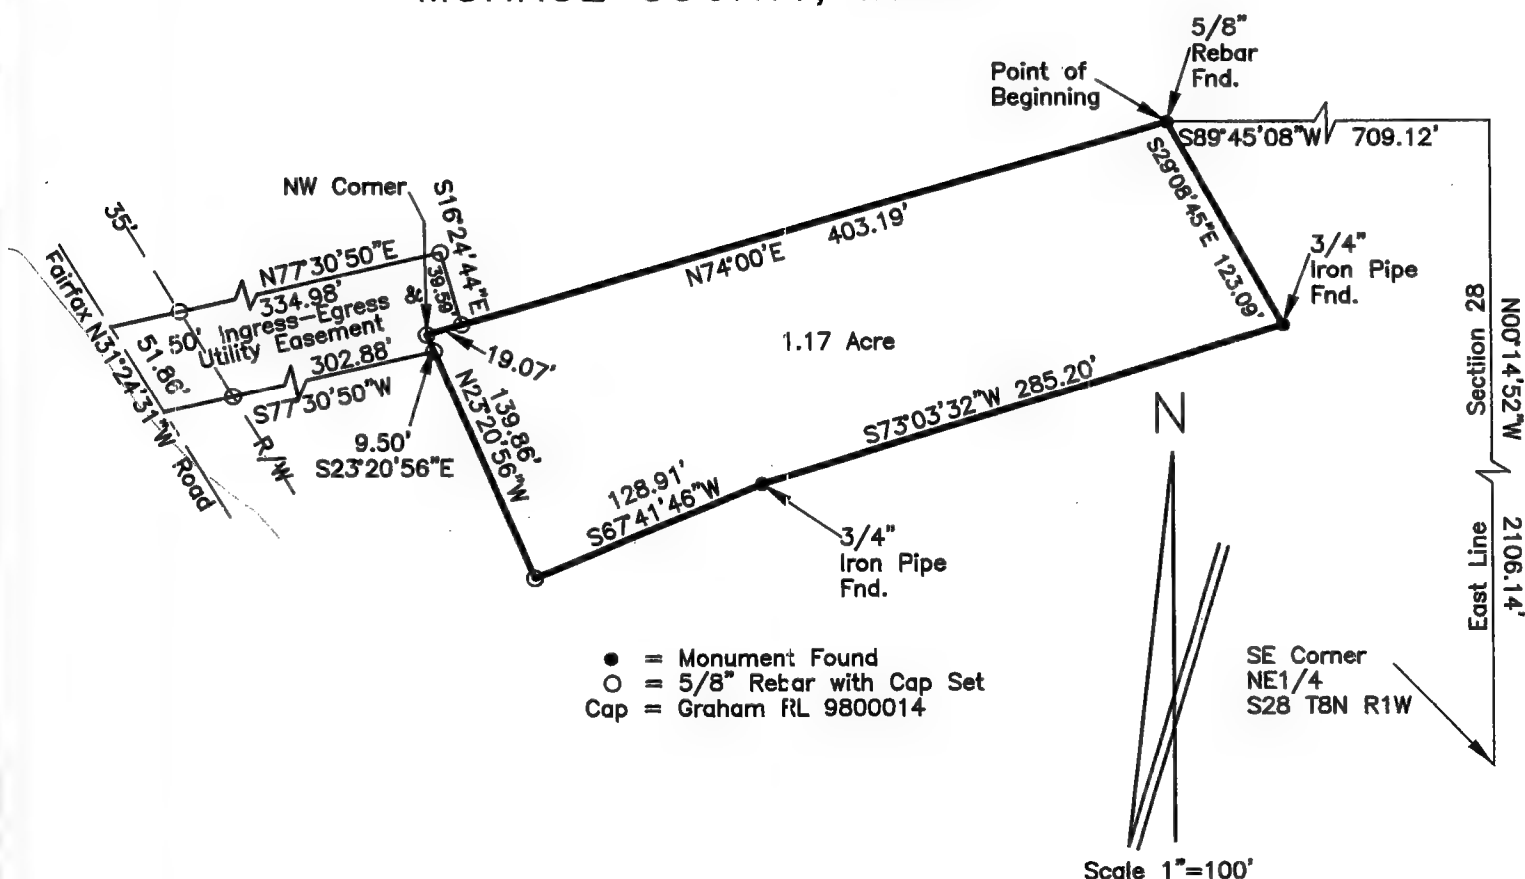 5/8"
Rebar
Fnd.
Point of
Beginning
S89°45'08"W 709.12'
NW Corner
S16°24'44"E
39.59'
35'
N77°30'50"E
334.98'
50' Ingress-Egress &
Utility Easement
302.88'
S77°30'50"W
51.86'
Fairfax N31°24'31"W Road
R/W
N74°00'E 403.19'
S29°08'45"E 123.09'
3/4"
Iron Pipe
Fnd.
1.17 Acre
19.07'
139.86'
N23°20'56"W
9.50'
S23°20'56"E
S73°03'32"W 285.20'
128.91'
S67°41'46"W
3/4"
Iron Pipe
Fnd.
N
East Line Sectiion 28
N00°14'52"W 2106.14'
● = Monument Found
○ = 5/8" Rebar with Cap Set
Cap = Graham RL 9800014
SE Corner
NE1/4
S28 T8N R1W
Scale 1"=100'